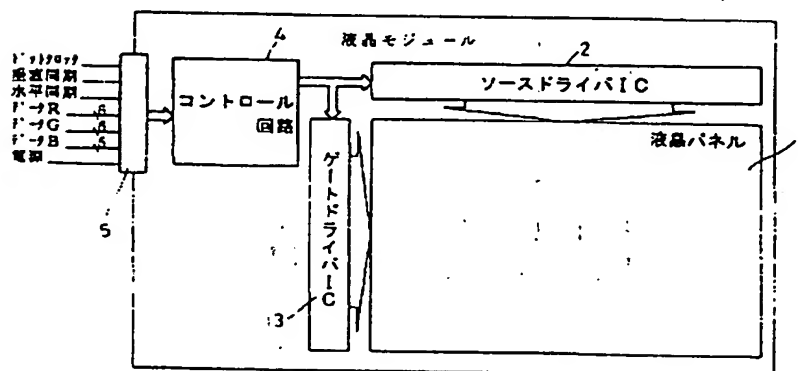 液晶モジュール
4
2
ドットクロック
垂直同期
水平同期
データR 6
データG 6
データB 6
電源
5
コントロール
回路
ソースドライバIC
ゲートドライバIC
3
液晶パネル